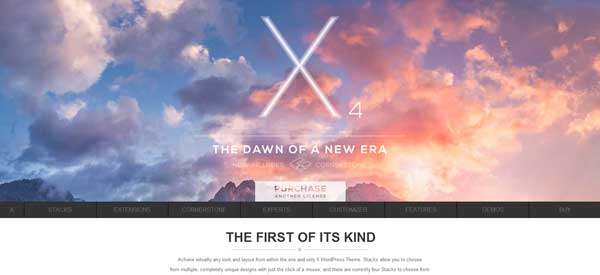 X
4
THE DAWN OF A NEW ERA
NOW INCLUDES CORNERSTONE
PURCHASE
ANOTHER LICENSE
X STACKS EXTENSIONS CORNERSTONE EXPERTS CUSTOMIZER FEATURES DEMOS BUY
THE FIRST OF ITS KIND
Achieve virtually any look and layout from within the one and only X WordPress Theme. Stacks allow you to choose
from multiple, completely unique designs with just the click of a mouse, and there are currently four Stacks to choose from